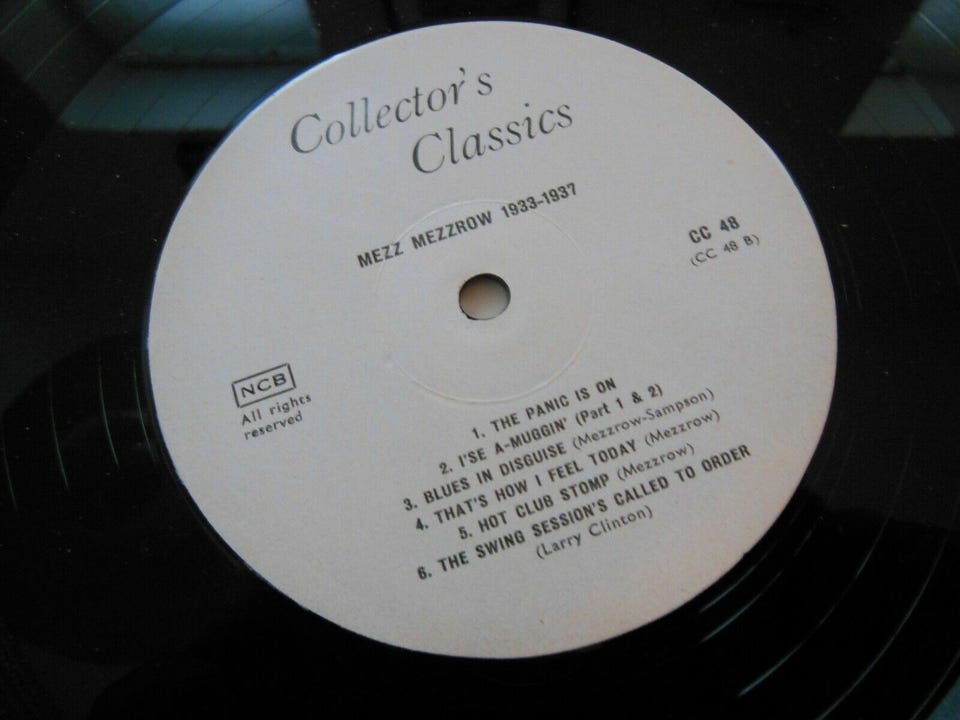 Collector's
Classics
MEZZ MEZZROW 1933-1937
CC 48
(CC 48 B)
NCB
All rights
reserved
1. THE PANIC IS ON
2. I'SE A-MUGGIN' (Part 1 & 2)
3. BLUES IN DISGUISE (Mezzrow-Sampson)
4. THAT'S HOW I FEEL TODAY (Mezzrow)
5. HOT CLUB STOMP (Mezzrow)
6. THE SWING SESSION'S CALLED TO ORDER
(Larry Clinton)